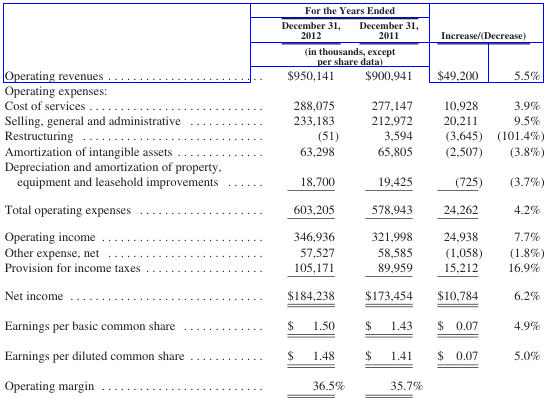 For the Years Ended
December 31, December 31,
2012 2011 Increase/(Decrease)
(in thousands, except
per share data)
Operating revenues . . . . . . . . . . . . . . . . . . . . . . . . . $950,141 $900,941 $49,200 5.5%
Operating expenses:
Cost of services . . . . . . . . . . . . . . . . . . . . . . . . . . . . 288,075 277,147 10,928 3.9%
Selling, general and administrative . . . . . . . . . . . . 233,183 212,972 20,211 9.5%
Restructuring . . . . . . . . . . . . . . . . . . . . . . . . . . . . . (51) 3,594 (3,645) (101.4%)
Amortization of intangible assets . . . . . . . . . . . . . . 63,298 65,805 (2,507) (3.8%)
Depreciation and amortization of property,
equipment and leasehold improvements . . . . . . 18,700 19,425 (725) (3.7%)
Total operating expenses . . . . . . . . . . . . . . . . . . . . 603,205 578,943 24,262 4.2%
Operating income . . . . . . . . . . . . . . . . . . . . . . . . . . 346,936 321,998 24,938 7.7%
Other expense, net . . . . . . . . . . . . . . . . . . . . . . . . . 57,527 58,585 (1,058) (1.8%)
Provision for income taxes . . . . . . . . . . . . . . . . . . . 105,171 89,959 15,212 16.9%
Net income . . . . . . . . . . . . . . . . . . . . . . . . . . . . . . . $184,238 $173,454 $10,784 6.2%
Earnings per basic common share . . . . . . . . . . . . . $ 1.50 $ 1.43 $ 0.07 4.9%
Earnings per diluted common share . . . . . . . . . . . . $ 1.48 $ 1.41 $ 0.07 5.0%
Operating margin . . . . . . . . . . . . . . . . . . . . . . . . . . 36.5% 35.7%